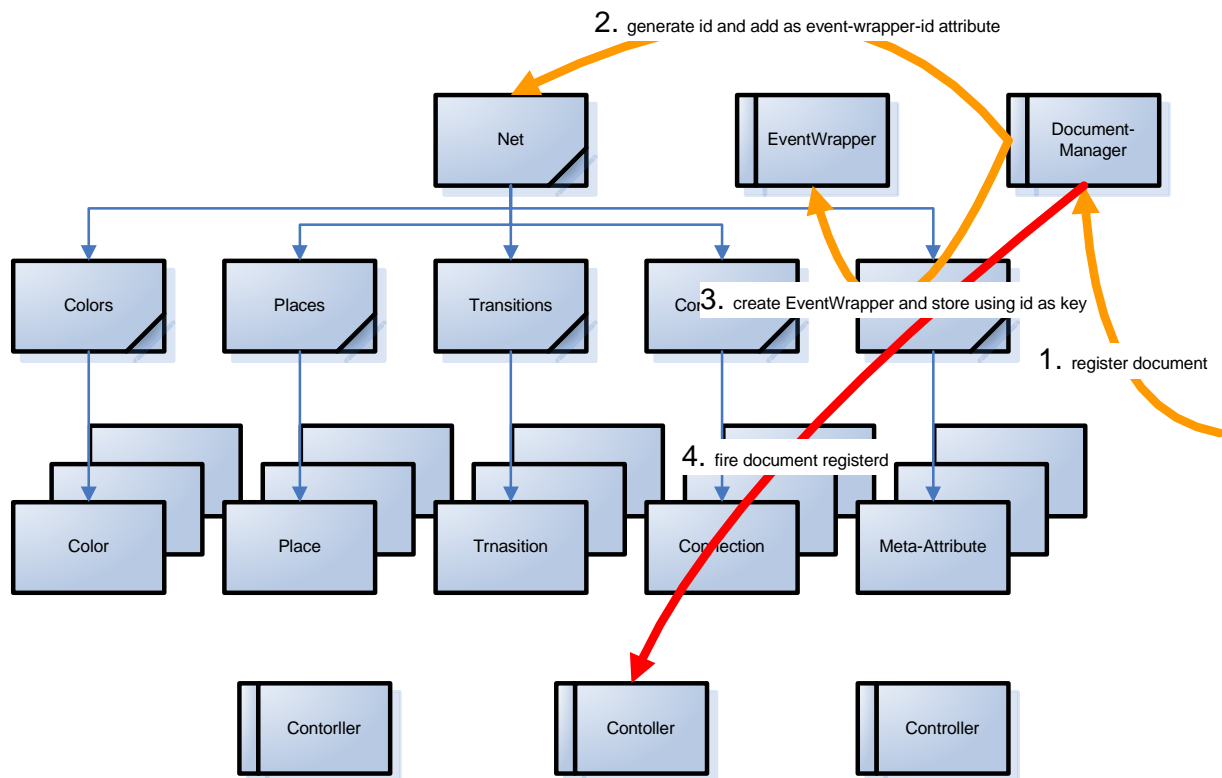 2. generate id and add as event-wrapper-id attribute
Net
EventWrapper
Document-
Manager
Colors
Places
Transitions
3. create EventWrapper and store using id as key
1. register document
4. fire document registerd
Color
Place
Trnasition
Connection
Meta-Attribute
Contorller
Contoller
Controller